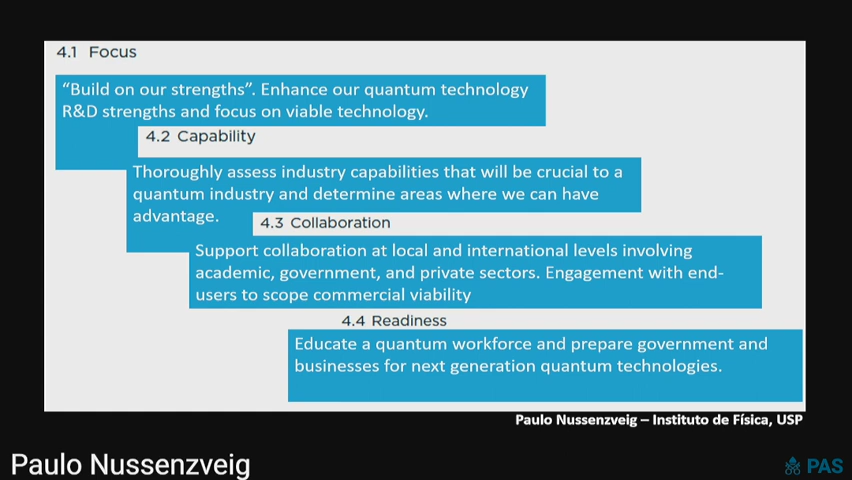 4.1 Focus
“Build on our strengths”. Enhance our quantum technology
R&D strengths and focus on viable technology.
4.2 Capability
Thoroughly assess industry capabilities that will be crucial to a
quantum industry and determine areas where we can have
advantage.
4.3 Collaboration
Support collaboration at local and international levels involving
academic, government, and private sectors. Engagement with end-
users to scope commercial viability
4.4 Readiness
Educate a quantum workforce and prepare government and
businesses for next generation quantum technologies.
Paulo Nussenzveig – Instituto de Física, USP
Paulo Nussenzveig
PAS